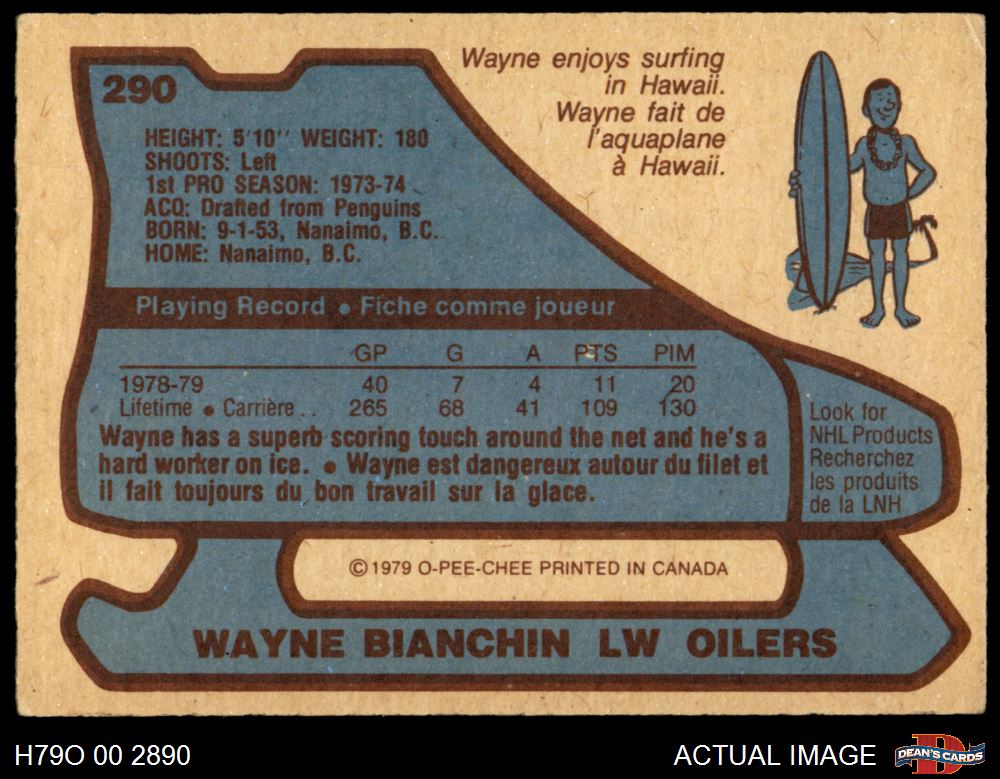 290
Wayne enjoys surfing
in Hawaii.
Wayne fait de
l'aquaplane
à Hawaii.
HEIGHT: 5'10'' WEIGHT: 180
SHOOTS: Left
1st PRO SEASON: 1973-74
ACQ: Drafted from Penguins
BORN: 9-1-53, Nanaimo, B.C.
HOME: Nanaimo, B.C.
Playing Record • Fiche comme joueur
GP G A PTS PIM
1978-79 40 7 4 11 20
Lifetime • Carrière . . 265 68 41 109 130
Wayne has a superb scoring touch around the net and he's a
hard worker on ice. • Wayne est dangereux autour du filet et
il fait toujours du bon travail sur la glace.
Look for
NHL Products
Recherchez
les produits
de la LNH
©1979 O-PEE-CHEE PRINTED IN CANADA
WAYNE BIANCHIN LW OILERS
H79O 00 2890
ACTUAL IMAGE
DEAN'S CARDS